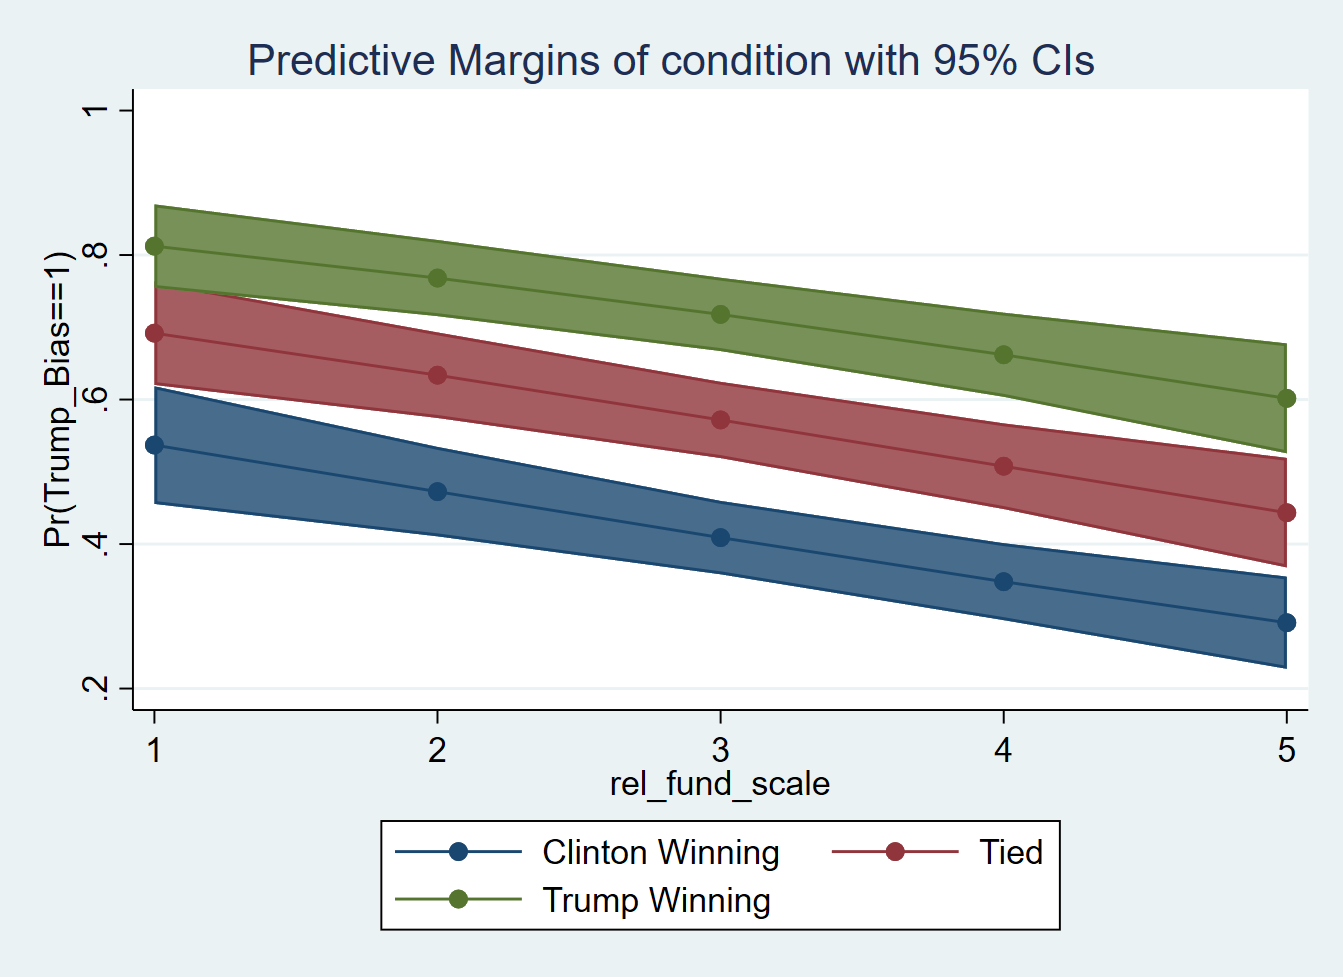 Predictive Margins of condition with 95% CIs
Pr(Trump_Bias==1)
1
.8
.6
.4
.2
1 2 3 4 5
rel_fund_scale
Clinton Winning Tied
Trump Winning